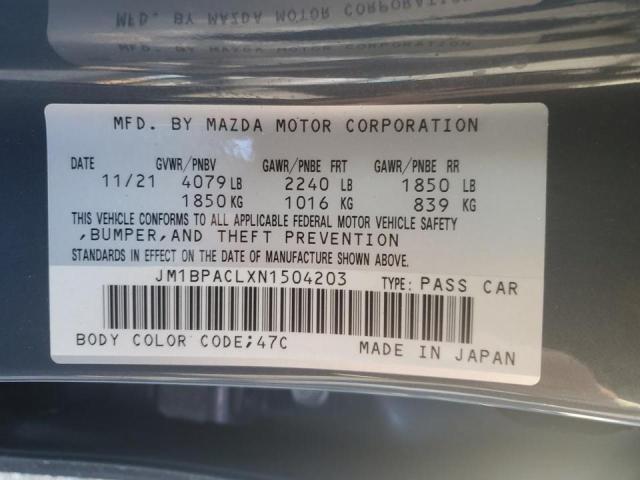 MFD. BY MAZDA MOTOR CORPORATION
DATE GVWR/PNBV GAWR/PNBE FRT GAWR/PNBE RR
11/21 4079 LB 2240 LB 1850 LB
1850 KG 1016 KG 839 KG
THIS VEHICLE CONFORMS TO ALL APPLICABLE FEDERAL MOTOR VEHICLE SAFETY
,BUMPER,AND THEFT PREVENTION
STANDARDS IN EFFECT ON THE DATE OF MANUFACTURE SHOWN ABOVE.
JM1BPACLXN1504203 TYPE: PASS CAR
BODY COLOR CODE;47C MADE IN JAPAN